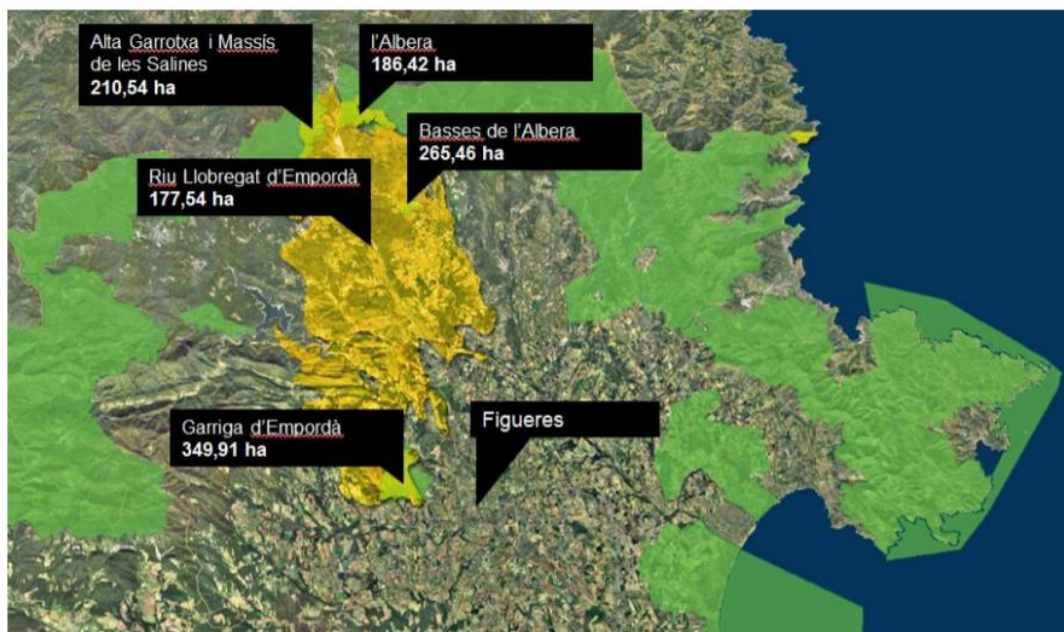 Alta Garrotxa i Massís
de les Salines
210,54 ha
l'Albera
186,42 ha
Basses de l'Albera
265,46 ha
Riu Llobregat d'Empordà
177,54 ha
Garriga d'Empordà
349,91 ha
Figueres